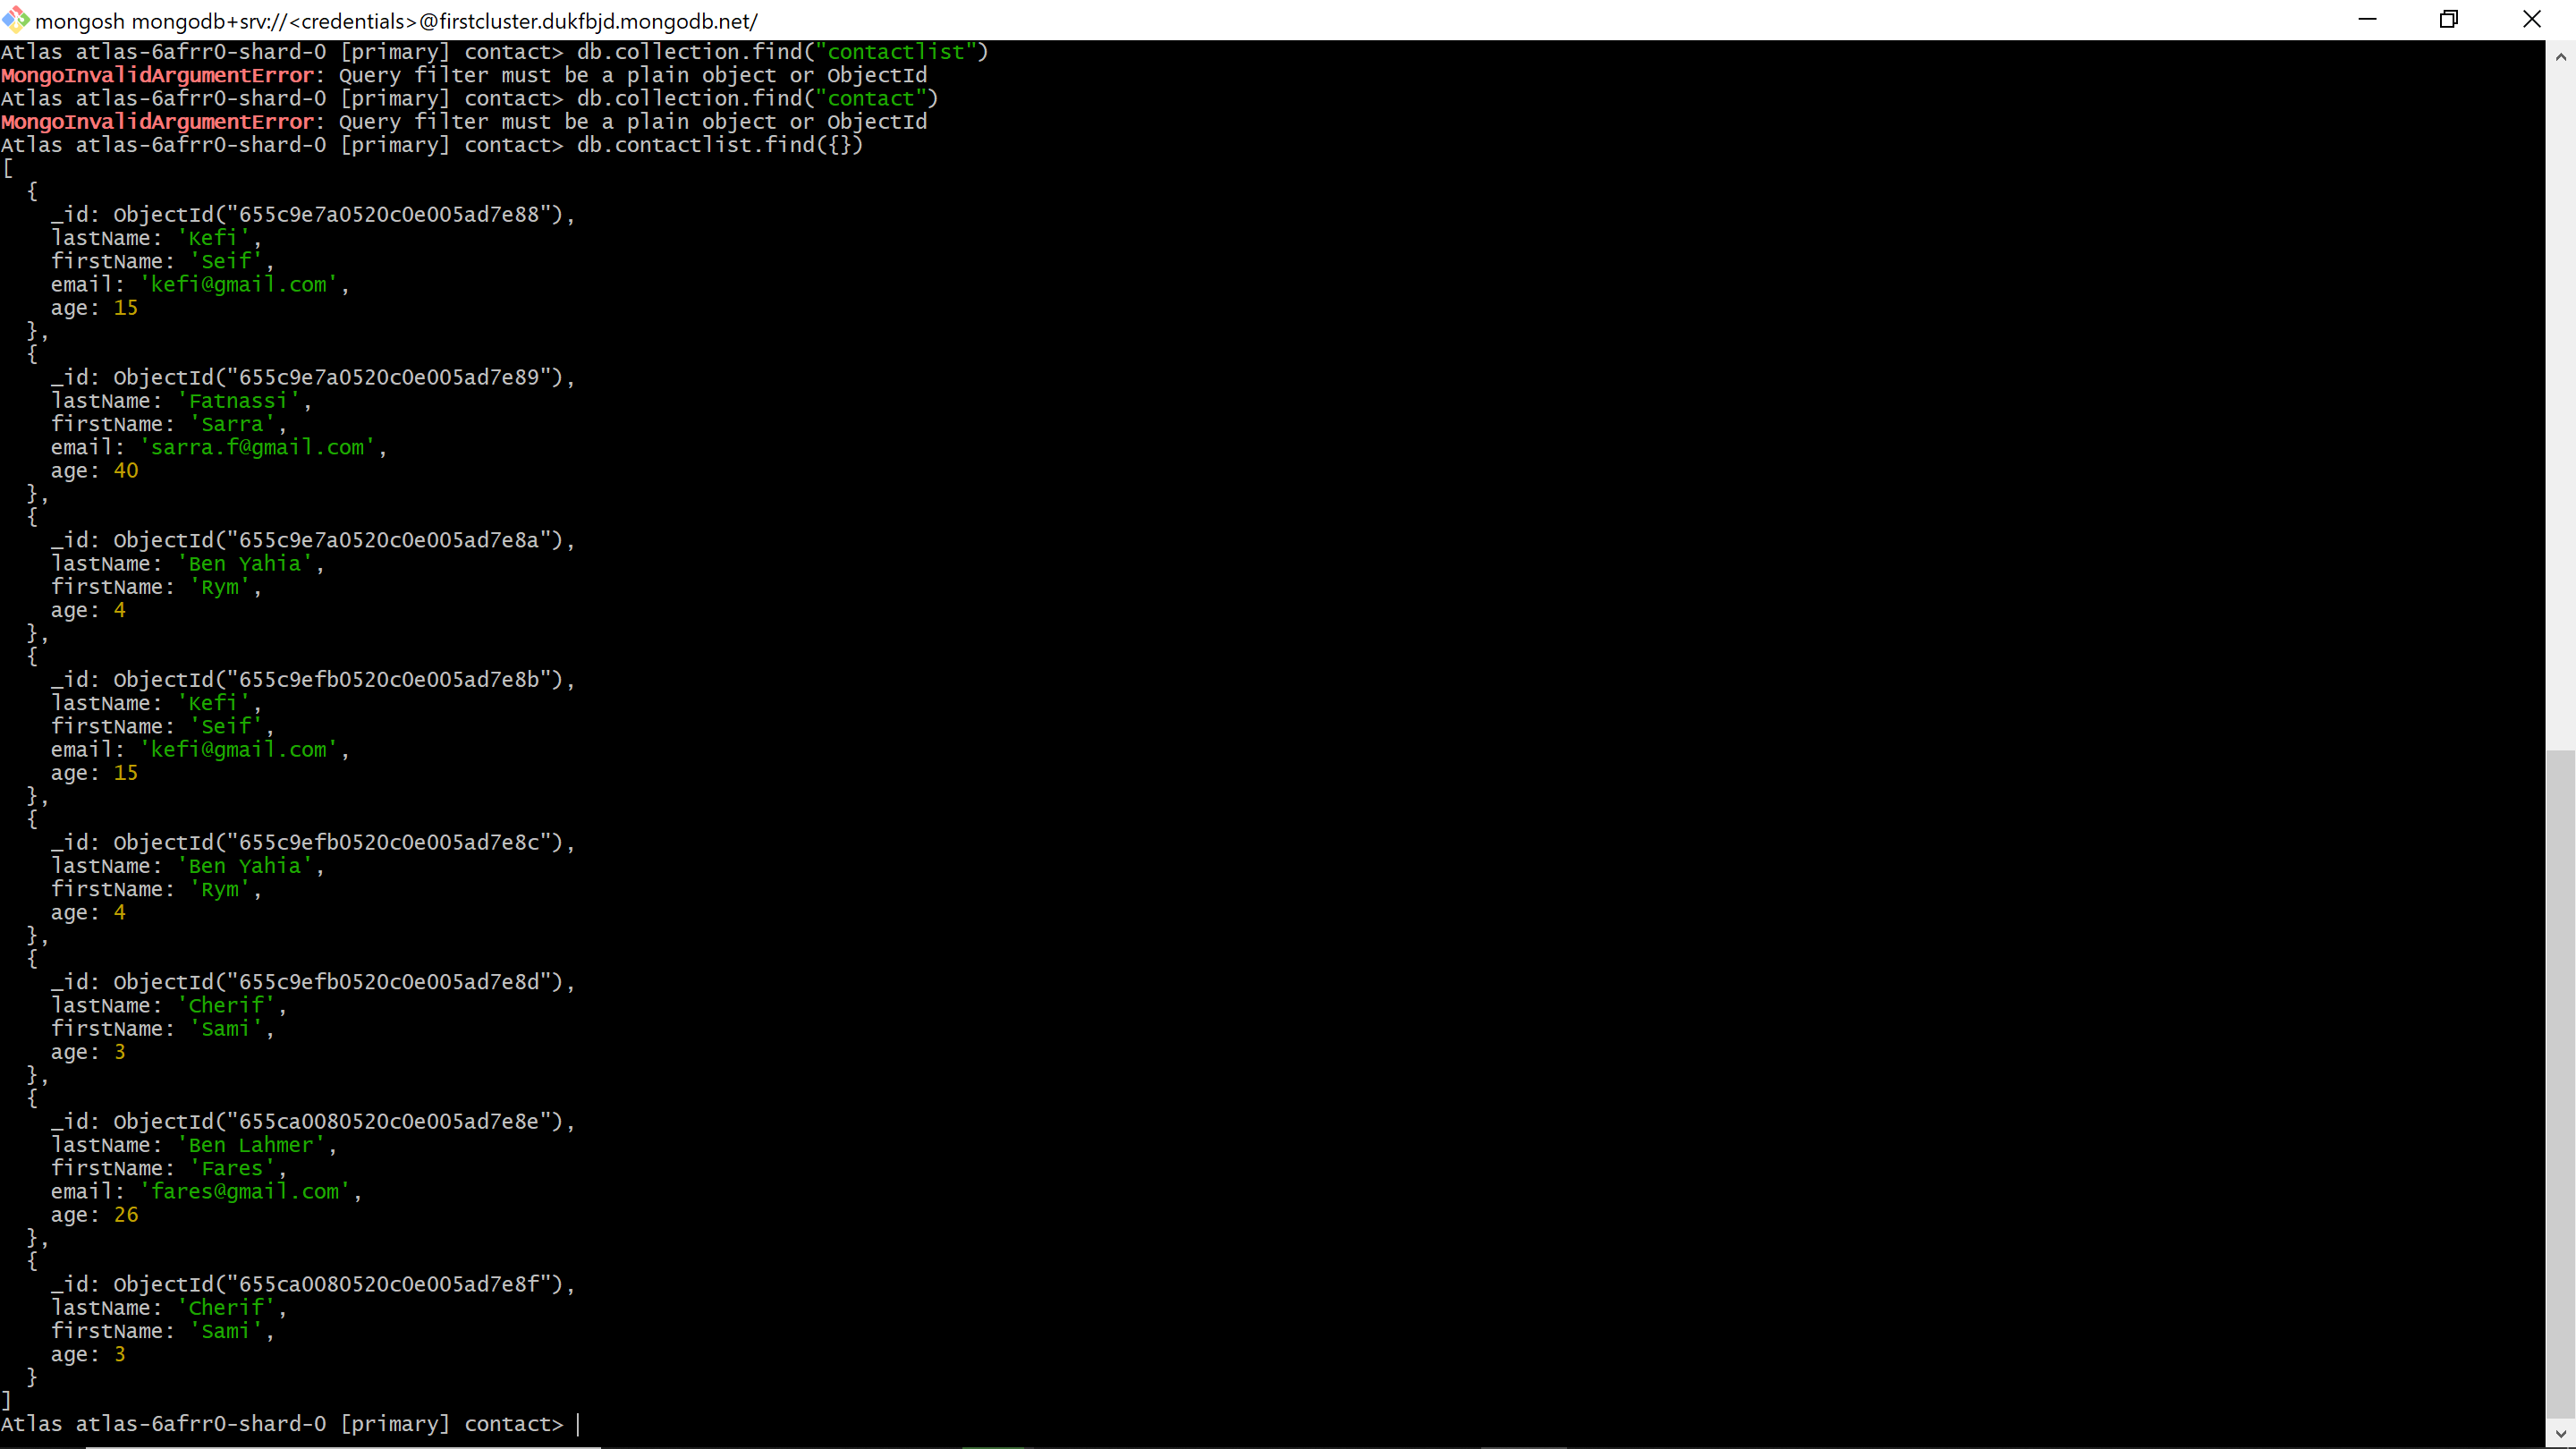 mongosh mongodb+srv://<credentials>@firstcluster.dukfbjd.mongodb.net/
Atlas atlas-6afrr0-shard-0 [primary] contact> db.collection.find("contactlist")
MongoInvalidArgumentError: Query filter must be a plain object or ObjectId
Atlas atlas-6afrr0-shard-0 [primary] contact> db.collection.find("contact")
MongoInvalidArgumentError: Query filter must be a plain object or ObjectId
Atlas atlas-6afrr0-shard-0 [primary] contact> db.contactlist.find({})
[
  {
    _id: ObjectId("655c9e7a0520c0e005ad7e88"),
    lastName: 'Kefi',
    firstName: 'Seif',
    email: 'kefi@gmail.com',
    age: 15
  },
  {
    _id: ObjectId("655c9e7a0520c0e005ad7e89"),
    lastName: 'Fatnassi',
    firstName: 'Sarra',
    email: 'sarra.f@gmail.com',
    age: 40
  },
  {
    _id: ObjectId("655c9e7a0520c0e005ad7e8a"),
    lastName: 'Ben Yahia',
    firstName: 'Rym',
    age: 4
  },
  {
    _id: ObjectId("655c9efb0520c0e005ad7e8b"),
    lastName: 'Kefi',
    firstName: 'Seif',
    email: 'kefi@gmail.com',
    age: 15
  },
  {
    _id: ObjectId("655c9efb0520c0e005ad7e8c"),
    lastName: 'Ben Yahia',
    firstName: 'Rym',
    age: 4
  },
  {
    _id: ObjectId("655c9efb0520c0e005ad7e8d"),
    lastName: 'Cherif',
    firstName: 'Sami',
    age: 3
  },
  {
    _id: ObjectId("655ca0080520c0e005ad7e8e"),
    lastName: 'Ben Lahmer',
    firstName: 'Fares',
    email: 'fares@gmail.com',
    age: 26
  },
  {
    _id: ObjectId("655ca0080520c0e005ad7e8f"),
    lastName: 'Cherif',
    firstName: 'Sami',
    age: 3
  }
]
Atlas atlas-6afrr0-shard-0 [primary] contact>